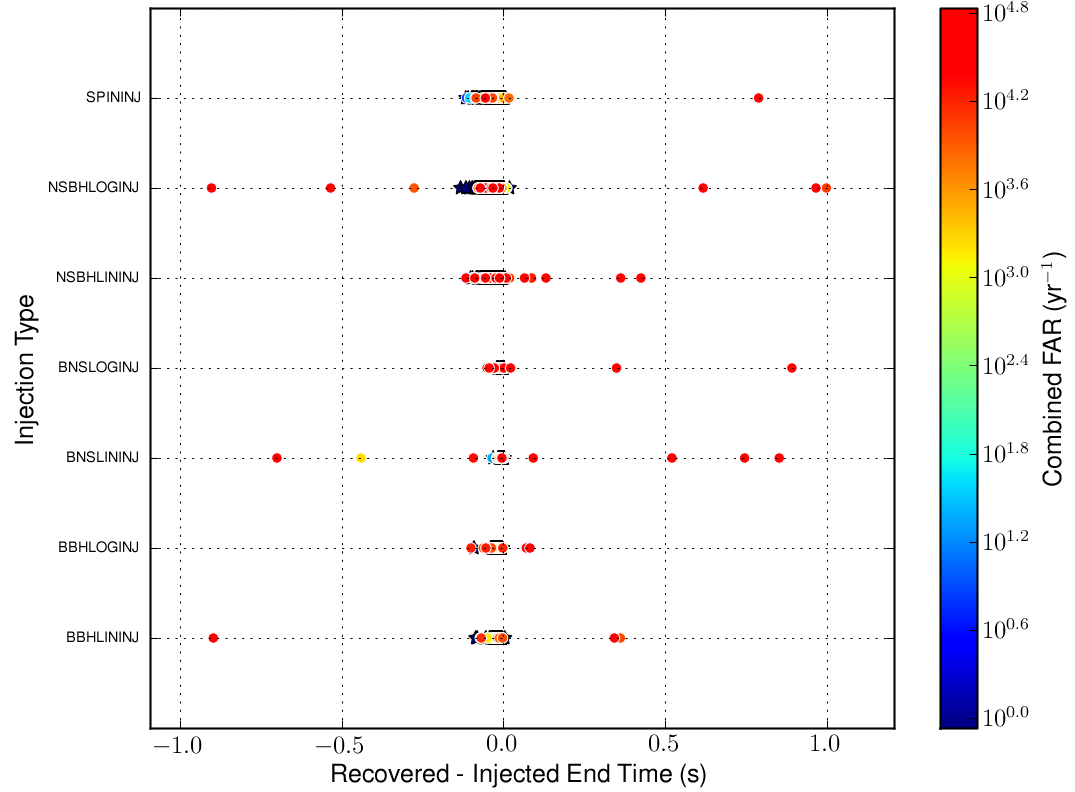 SPININJ
NSBHLOGINJ
NSBHLININJ
BNSLOGINJ
BNSLININJ
BBHLOGINJ
BBHLININJ
Injection Type
−1.0 −0.5 0.0 0.5 1.0
Recovered - Injected End Time (s)
10^4.8
10^4.2
10^3.6
10^3.0
10^2.4
10^1.8
10^1.2
10^0.6
10^0.0
Combined FAR (yr^−1)